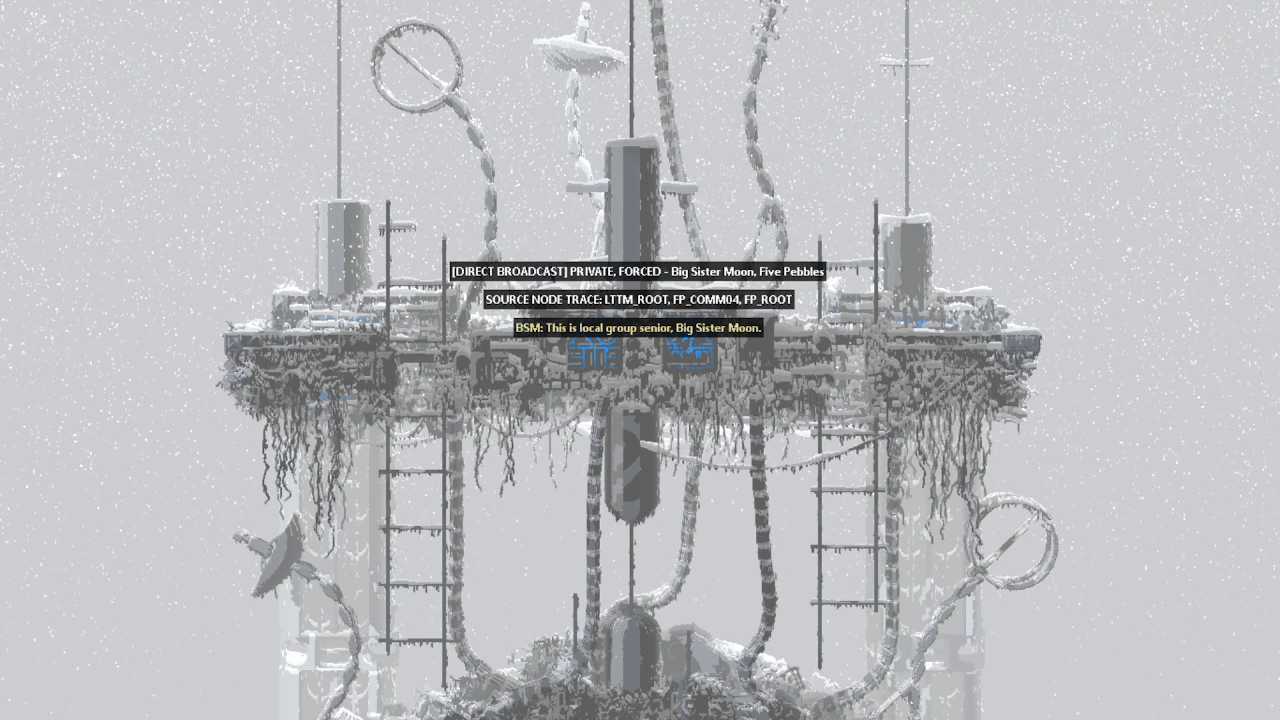 [DIRECT BROADCAST] PRIVATE, FORCED - Big Sister Moon, Five Pebbles
SOURCE NODE TRACE: LTTM_ROOT, FP_COMM04, FP_ROOT
BSM: This is local group senior, Big Sister Moon.